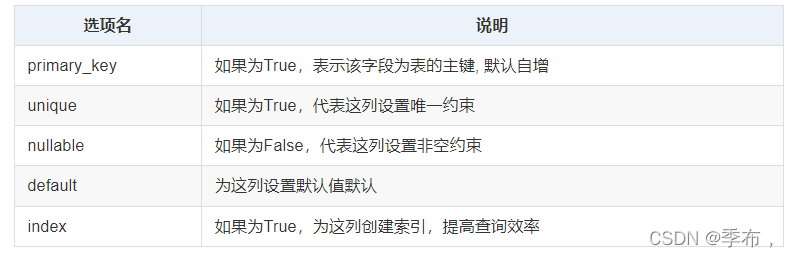 选项名 说明
primary_key 如果为True，表示该字段为表的主键, 默认自增
unique 如果为True，代表这列设置唯一约束
nullable 如果为False，代表这列设置非空约束
default 为这列设置默认值默认
index 如果为True，为这列创建索引，提高查询效率
CSDN @季布，